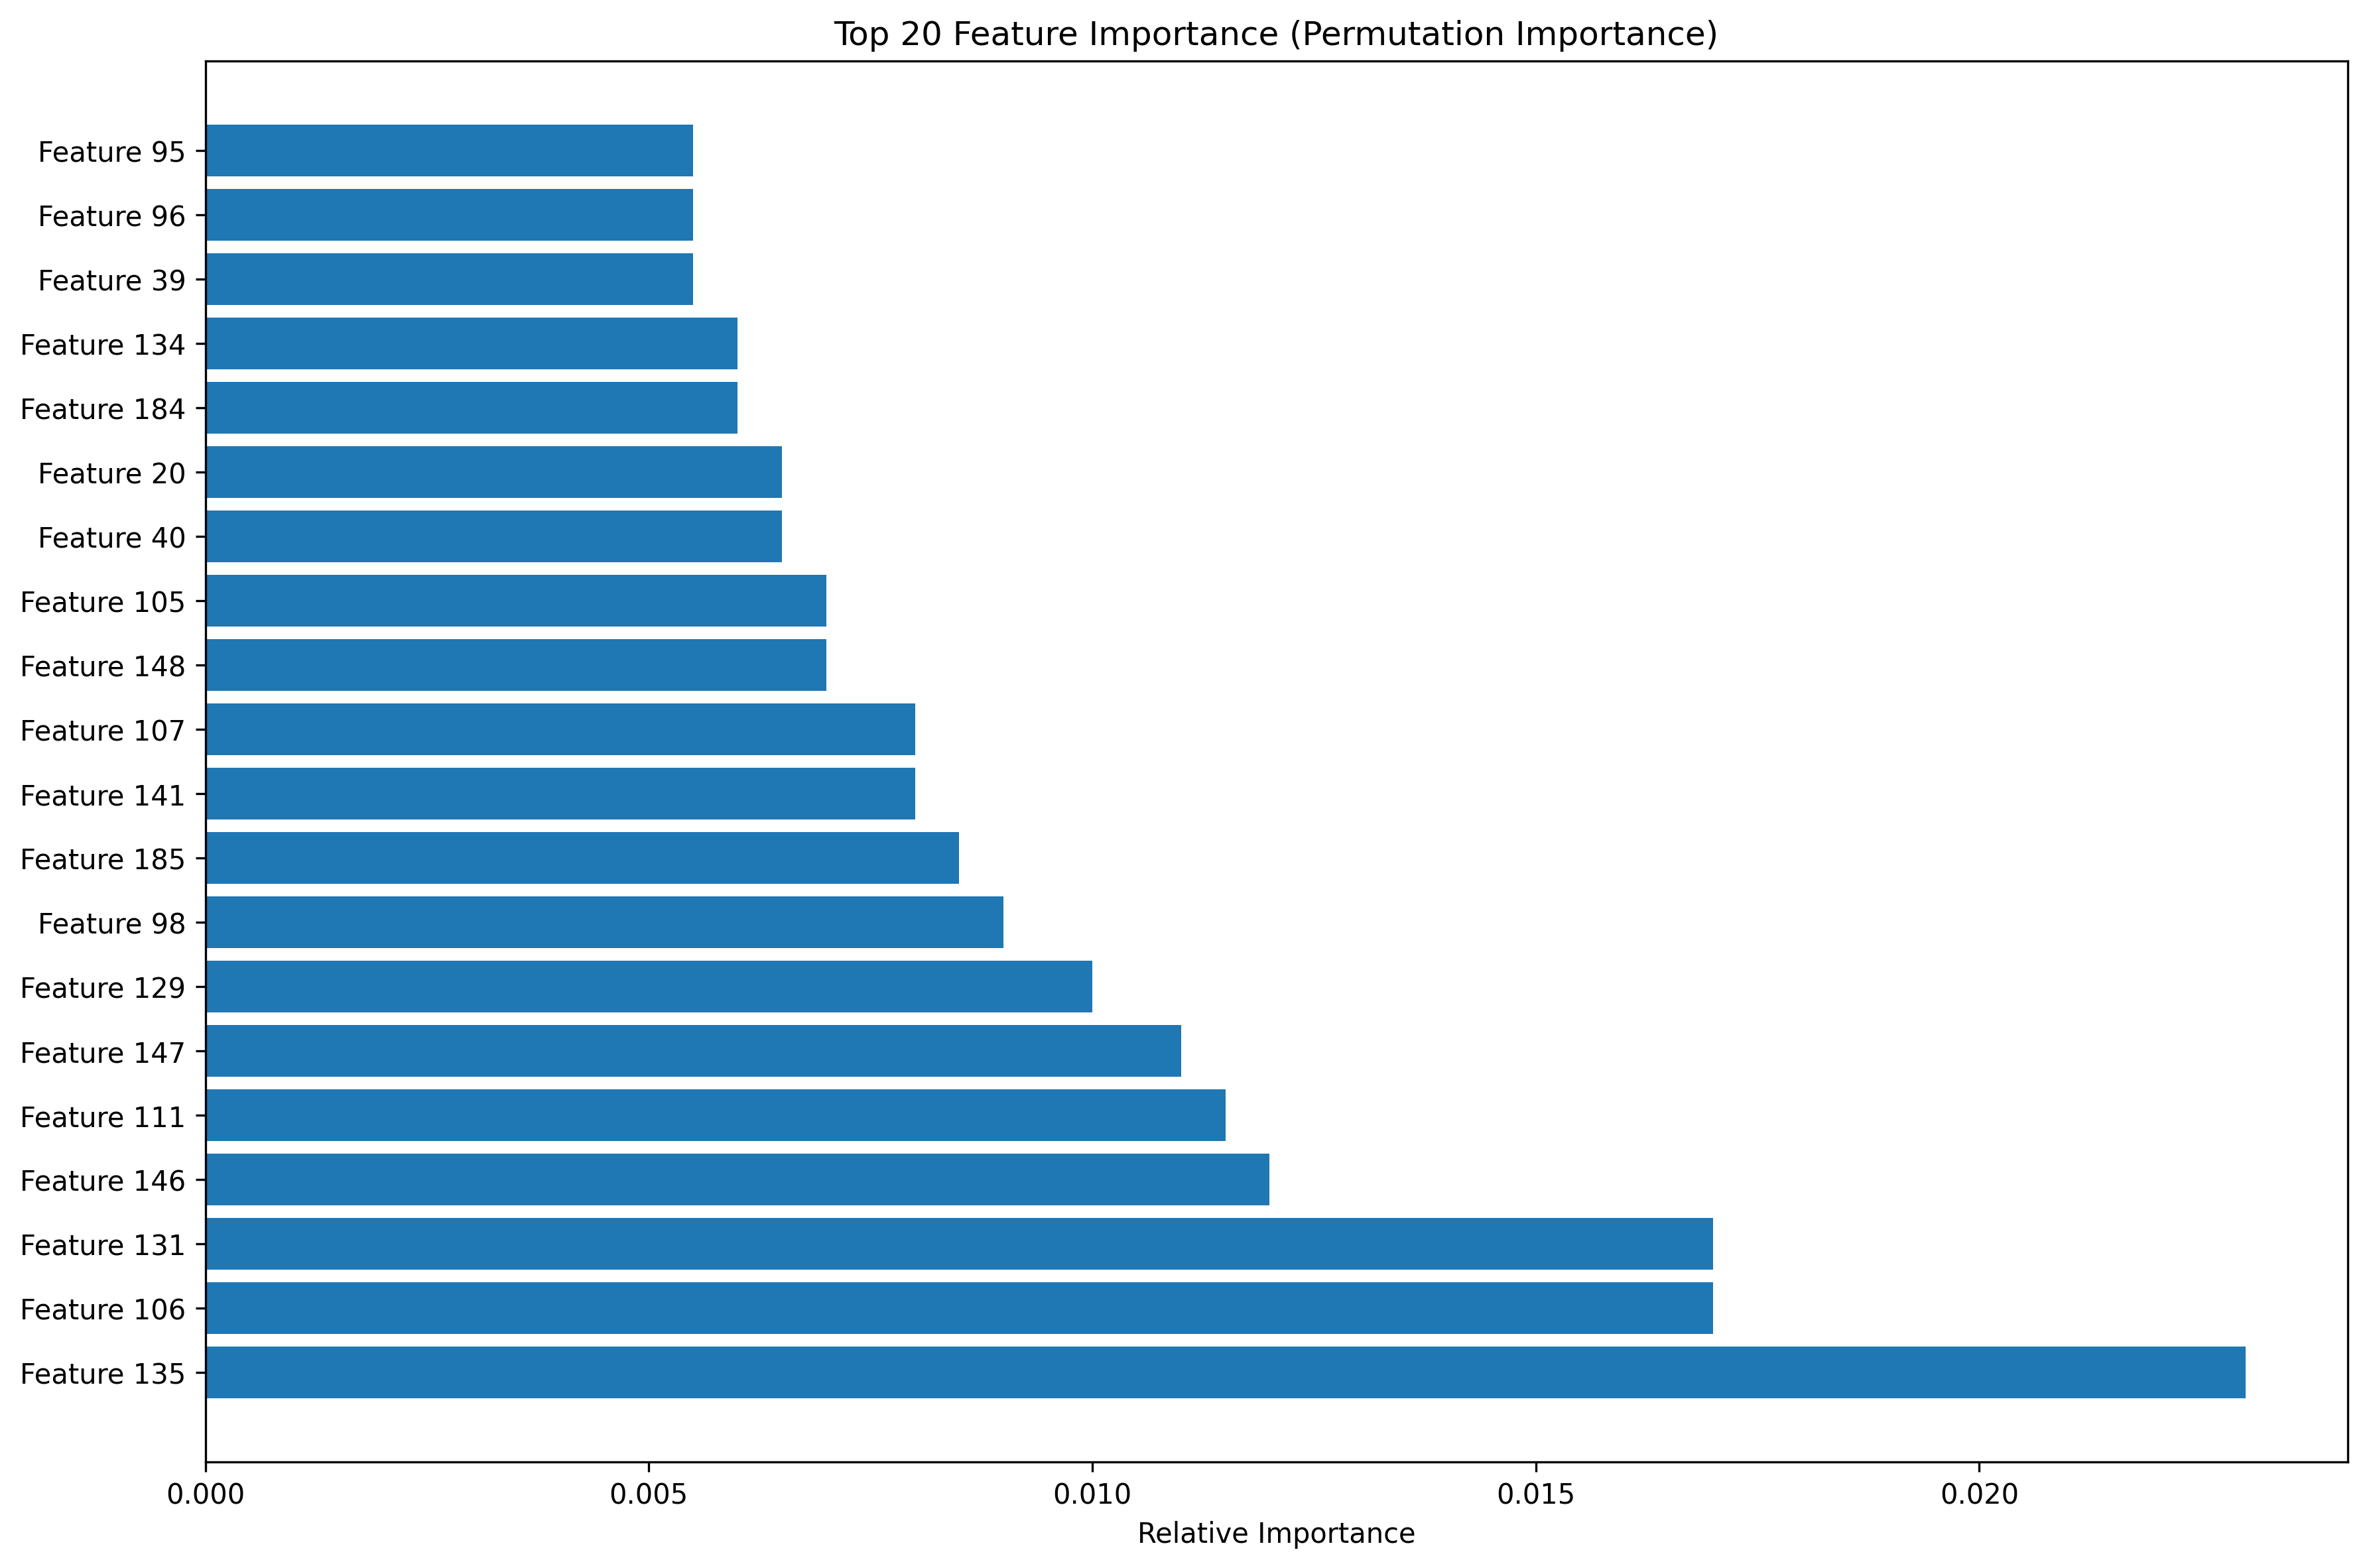 Top 20 Feature Importance (Permutation Importance)
Feature 95
Feature 96
Feature 39
Feature 134
Feature 184
Feature 20
Feature 40
Feature 105
Feature 148
Feature 107
Feature 141
Feature 185
Feature 98
Feature 129
Feature 147
Feature 111
Feature 146
Feature 131
Feature 106
Feature 135
0.000 0.005 0.010 0.015 0.020
Relative Importance